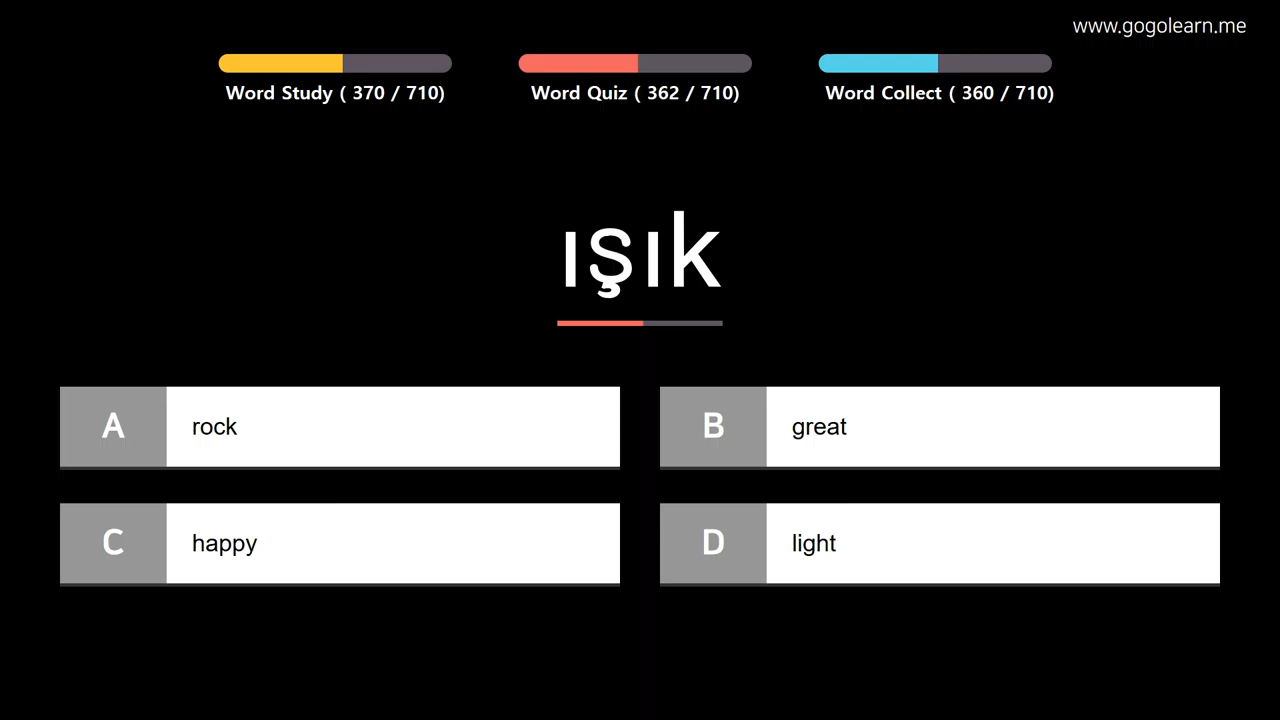 www.gogolearn.me
Word Study ( 370 / 710)
Word Quiz ( 362 / 710)
Word Collect ( 360 / 710)
ışık
A rock
B great
C happy
D light